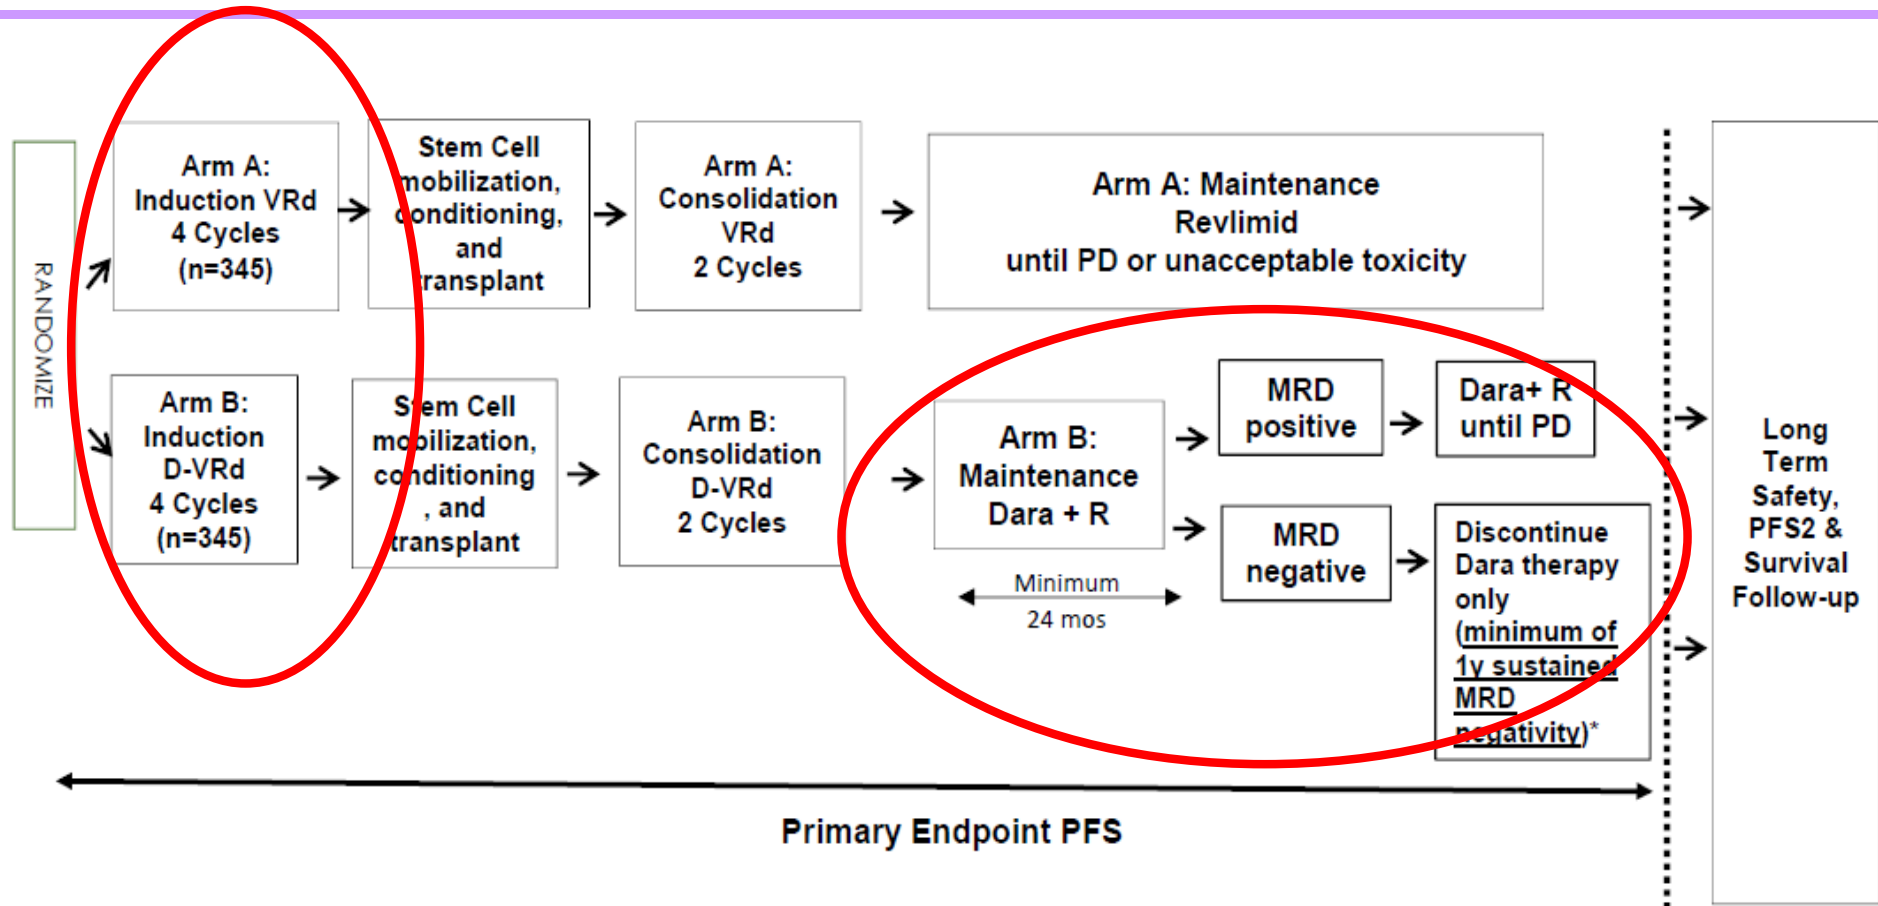 RANDOMIZE
Arm A:
Induction VRd
4 Cycles
(n=345)
Stem Cell
mobilization,
conditioning,
and
transplant
Arm A:
Consolidation
VRd
2 Cycles
Arm A: Maintenance
Revlimid
until PD or unacceptable toxicity
Arm B:
Induction
D-VRd
4 Cycles
(n=345)
Stem Cell
mobilization,
conditioning
, and
transplant
Arm B:
Consolidation
D-VRd
2 Cycles
Arm B:
Maintenance
Dara + R
Minimum
24 mos
MRD
positive
Dara+ R
until PD
MRD
negative
Discontinue
Dara therapy
only
(minimum of
1y sustained
MRD
negativity)*
Long
Term
Safety,
PFS2 &
Survival
Follow-up
Primary Endpoint PFS